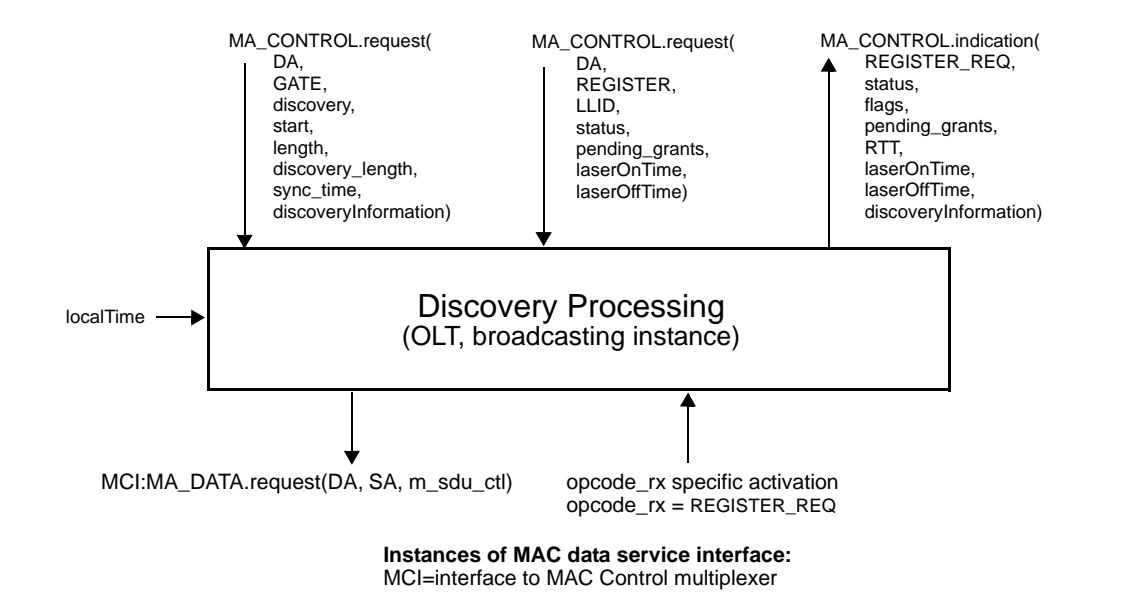 MA_CONTROL.request(
DA,
GATE,
discovery,
start,
length,
discovery_length,
sync_time,
discoveryInformation)
MA_CONTROL.request(
DA,
REGISTER,
LLID,
status,
pending_grants,
laserOnTime,
laserOffTime)
MA_CONTROL.indication(
REGISTER_REQ,
status,
flags,
pending_grants,
RTT,
laserOnTime,
laserOffTime,
discoveryInformation)
localTime
Discovery Processing
(OLT, broadcasting instance)
MCI:MA_DATA.request(DA, SA, m_sdu_ctl)
opcode_rx specific activation
opcode_rx = REGISTER_REQ
Instances of MAC data service interface:
MCI=interface to MAC Control multiplexer